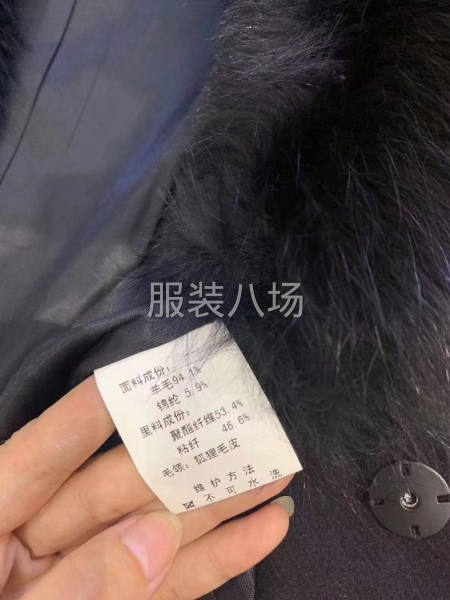 服装八场
面料成份:
羊毛94.1%
锦纶 5.9%
里料成份:
聚酯纤维53.4%
粘纤 46.6%
毛领: 狐狸毛皮
维护方法
不可水洗